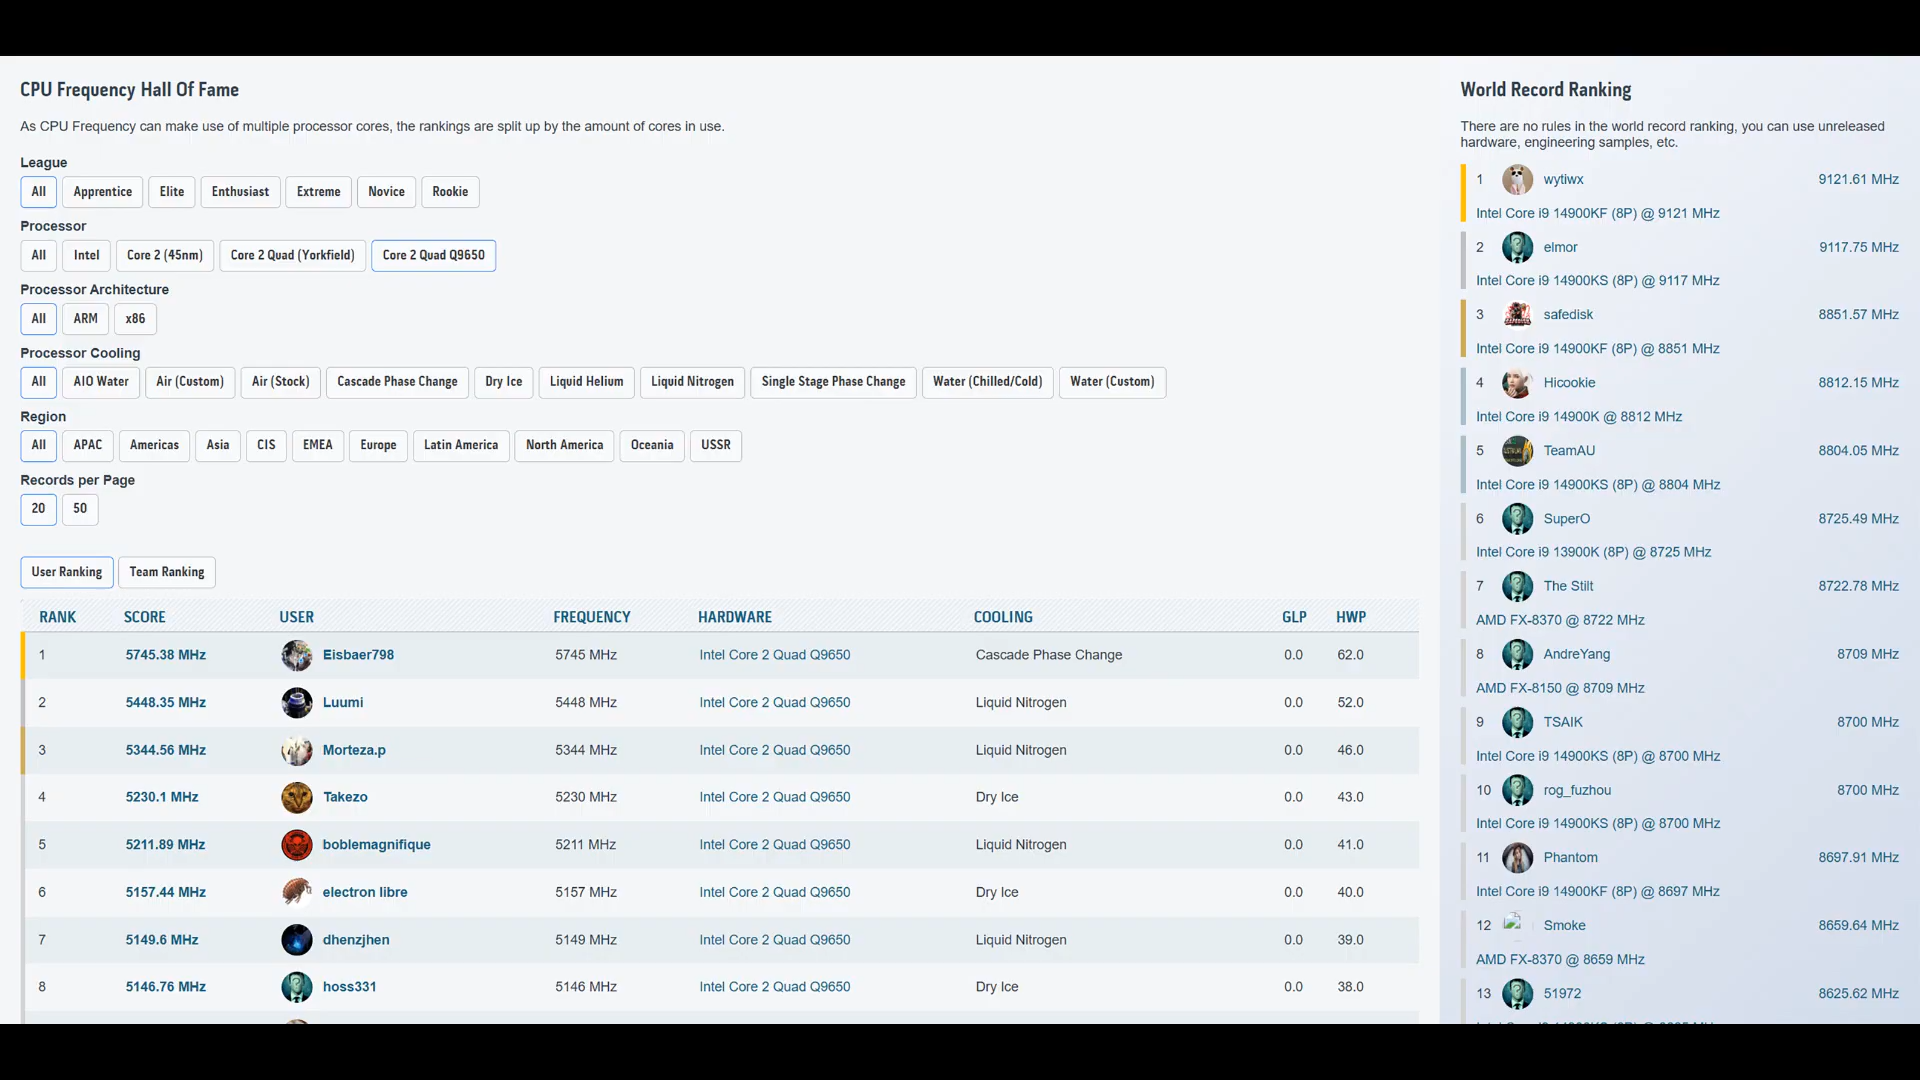 CPU Frequency Hall Of Fame
As CPU Frequency can make use of multiple processor cores, the rankings are split up by the amount of cores in use.
League
All Apprentice Elite Enthusiast Extreme Novice Rookie
Processor
All Intel Core 2 (45nm) Core 2 Quad (Yorkfield) Core 2 Quad Q9650
Processor Architecture
All ARM x86
Processor Cooling
All AIO Water Air (Custom) Air (Stock) Cascade Phase Change Dry Ice Liquid Helium Liquid Nitrogen Single Stage Phase Change Water (Chilled/Cold) Water (Custom)
Region
All APAC Americas Asia CIS EMEA Europe Latin America North America Oceania USSR
Records per Page
20 50
User Ranking Team Ranking
RANK SCORE USER FREQUENCY HARDWARE COOLING GLP HWP
1 5745.38 MHz Eisbaer798 5745 MHz Intel Core 2 Quad Q9650 Cascade Phase Change 0.0 62.0
2 5448.35 MHz Luumi 5448 MHz Intel Core 2 Quad Q9650 Liquid Nitrogen 0.0 52.0
3 5344.56 MHz Morteza.p 5344 MHz Intel Core 2 Quad Q9650 Liquid Nitrogen 0.0 46.0
4 5230.1 MHz Takezo 5230 MHz Intel Core 2 Quad Q9650 Dry Ice 0.0 43.0
5 5211.89 MHz boblemagnifique 5211 MHz Intel Core 2 Quad Q9650 Liquid Nitrogen 0.0 41.0
6 5157.44 MHz electron libre 5157 MHz Intel Core 2 Quad Q9650 Dry Ice 0.0 40.0
7 5149.6 MHz dhenzjhen 5149 MHz Intel Core 2 Quad Q9650 Liquid Nitrogen 0.0 39.0
8 5146.76 MHz hoss331 5146 MHz Intel Core 2 Quad Q9650 Dry Ice 0.0 38.0
World Record Ranking
There are no rules in the world record ranking, you can use unreleased
hardware, engineering samples, etc.
1 wytiwx 9121.61 MHz
Intel Core i9 14900KF (8P) @ 9121 MHz
2 elmor 9117.75 MHz
Intel Core i9 14900KS (8P) @ 9117 MHz
3 safedisk 8851.57 MHz
Intel Core i9 14900KF (8P) @ 8851 MHz
4 Hicookie 8812.15 MHz
Intel Core i9 14900K @ 8812 MHz
5 TeamAU 8804.05 MHz
Intel Core i9 14900KS (8P) @ 8804 MHz
6 SuperO 8725.49 MHz
Intel Core i9 13900K (8P) @ 8725 MHz
7 The Stilt 8722.78 MHz
AMD FX-8370 @ 8722 MHz
8 AndreYang 8709 MHz
AMD FX-8150 @ 8709 MHz
9 TSAIK 8700 MHz
Intel Core i9 14900KS (8P) @ 8700 MHz
10 rog_fuzhou 8700 MHz
Intel Core i9 14900KS (8P) @ 8700 MHz
11 Phantom 8697.91 MHz
Intel Core i9 14900KF (8P) @ 8697 MHz
12 Smoke 8659.64 MHz
AMD FX-8370 @ 8659 MHz
13 51972 8625.62 MHz